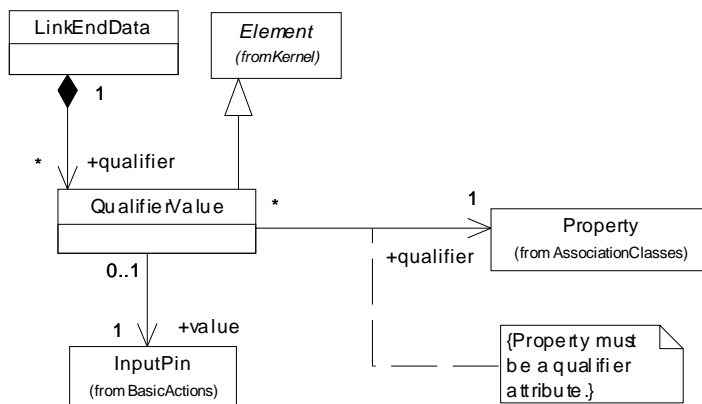 LinkEndData
Element
(fromKernel)
1
*
+qualifier
QualifierValue
*
1
Property
(from AssociationClasses)
+qualifier
0..1
1
+value
InputPin
(from BasicActions)
{Property must
be a qualifier
attribute.}